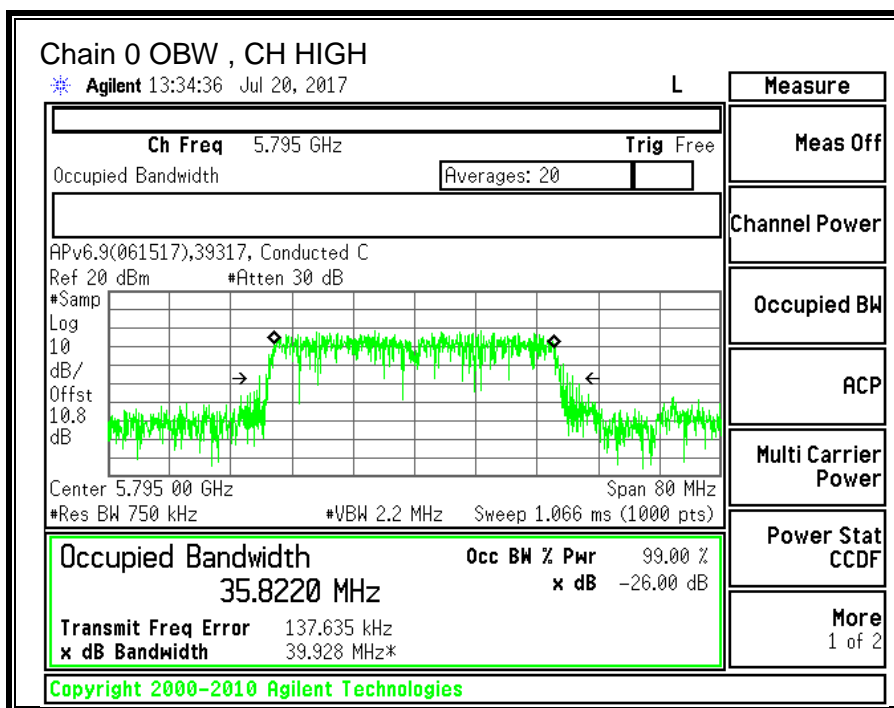 Chain 0 OBW , CH HIGH
Agilent 13:34:36 Jul 20, 2017 L
Measure
Ch Freq 5.795 GHz Trig Free
Meas Off
Occupied Bandwidth Averages: 20
Channel Power
APv6.9(061517),39317, Conducted C
Ref 20 dBm #Atten 30 dB
#Samp
Log
10
dB/
Offst
10.8
dB
Occupied BW
ACP
Multi Carrier
Power
Center 5.795 00 GHz Span 80 MHz
#Res BW 750 kHz #VBW 2.2 MHz Sweep 1.066 ms (1000 pts)
Power Stat
CCDF
Occupied Bandwidth Occ BW % Pwr 99.00 %
35.8220 MHz x dB -26.00 dB
Transmit Freq Error 137.635 kHz
x dB Bandwidth 39.928 MHz*
More
1 of 2
Copyright 2000-2010 Agilent Technologies